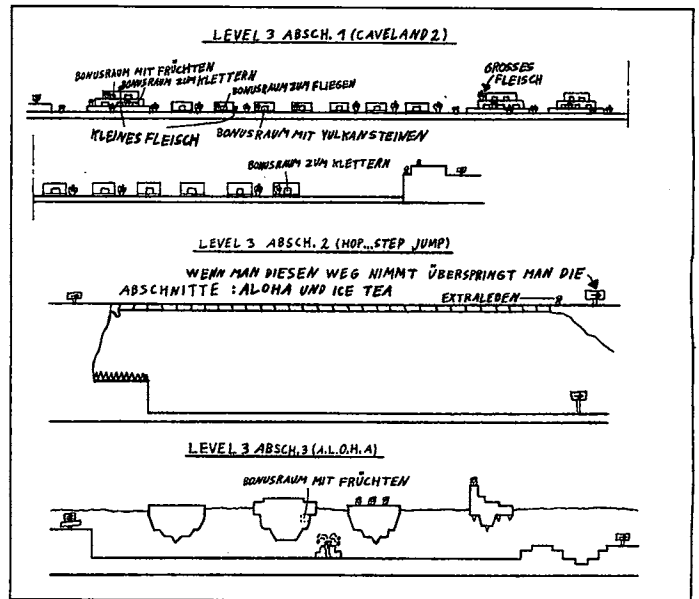 LEVEL 3 ABSCH. 1 (CAVELAND 2)
BONUSRAUM MIT FRÜCHTEN
BONUSRAUM ZUM KLETTERN
BONUSRAUM ZUM FLIEGEN
GROSSES
FLEISCH
KLEINES FLEISCH
BONUSRAUM MIT VULKANSTEINEN
BONUSRAUM ZUM KLETTERN
LEVEL 3 ABSCH. 2 (HOP...STEP JUMP)
WENN MAN DIESEN WEG NIMMT ÜBERSPRINGT MAN DIE
ABSCHNITTE : ALOHA UND ICE TEA
EXTRALEBEN
LEVEL 3 ABSCH. 3 (A.L.O.H.A)
BONUSRAUM MIT FRÜCHTEN